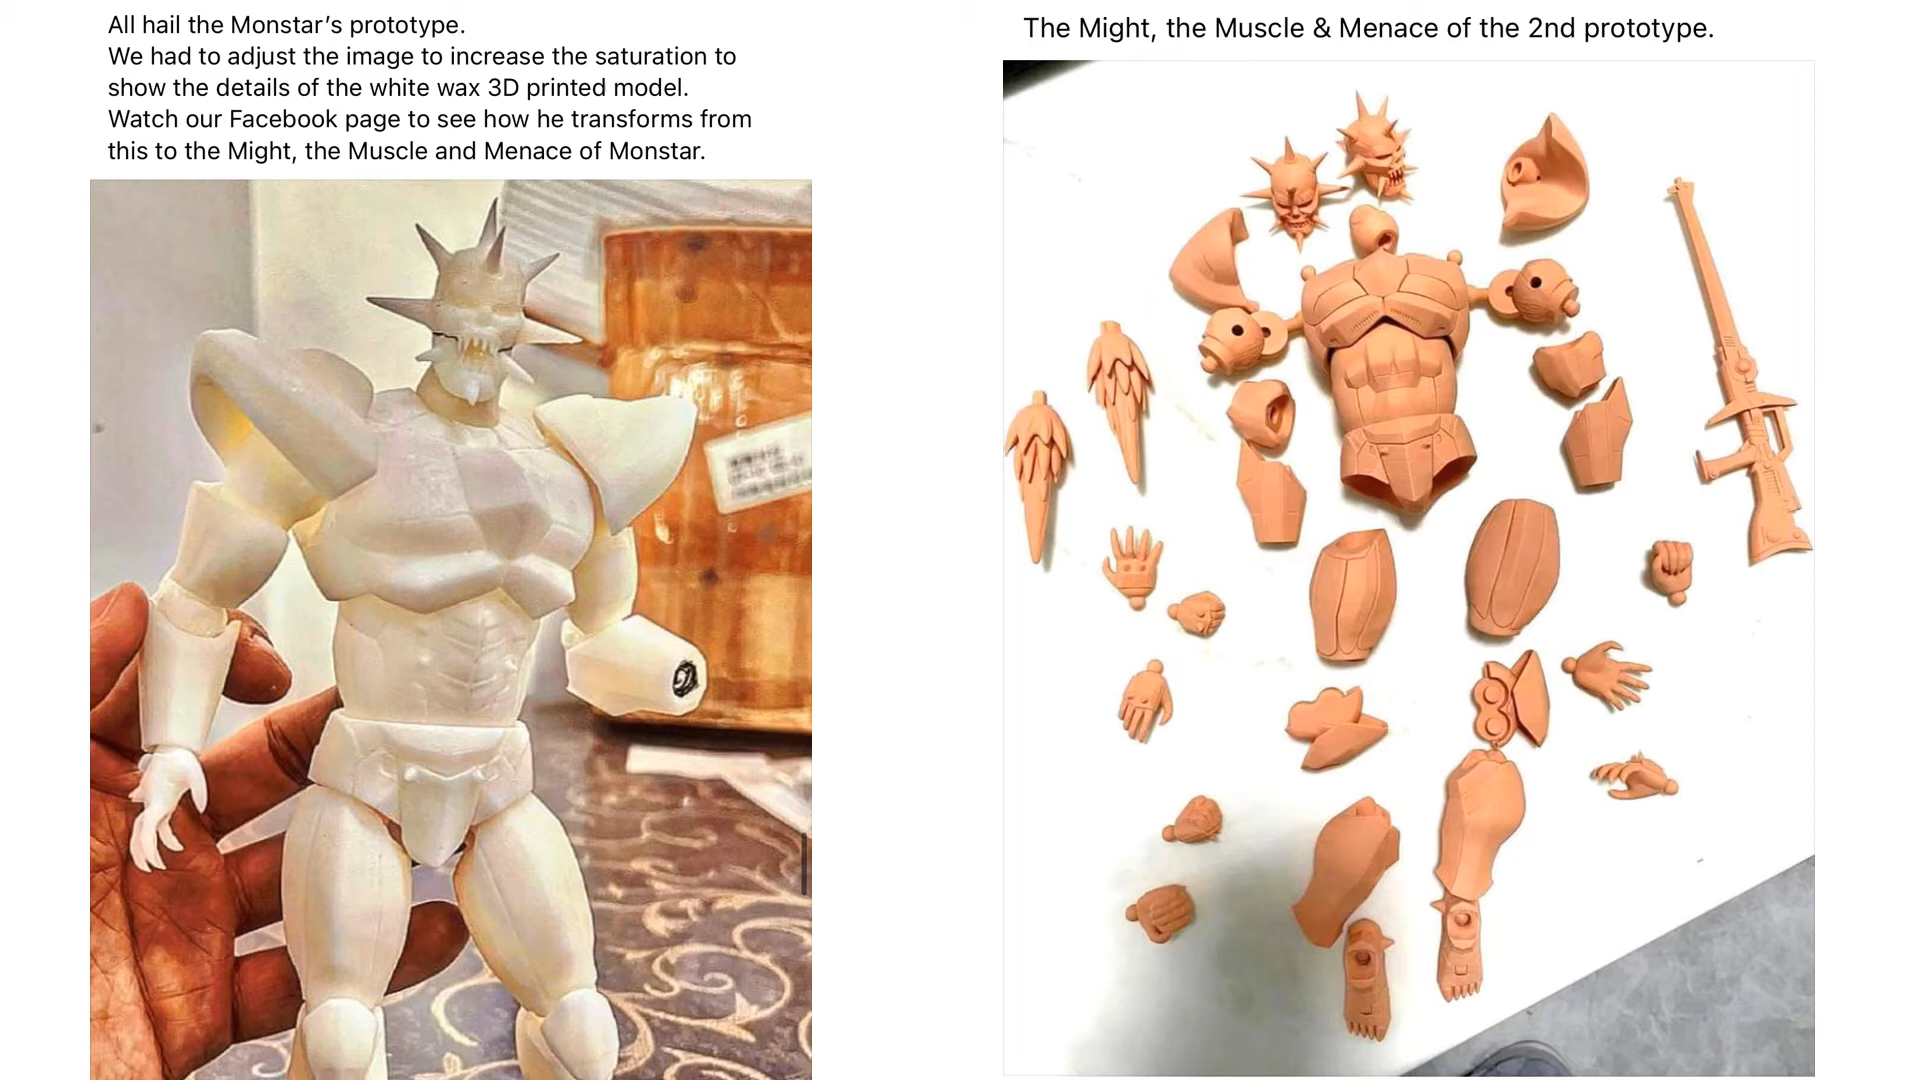 All hail the Monstar’s prototype.
We had to adjust the image to increase the saturation to
show the details of the white wax 3D printed model.
Watch our Facebook page to see how he transforms from
this to the Might, the Muscle and Menace of Monstar.
The Might, the Muscle & Menace of the 2nd prototype.